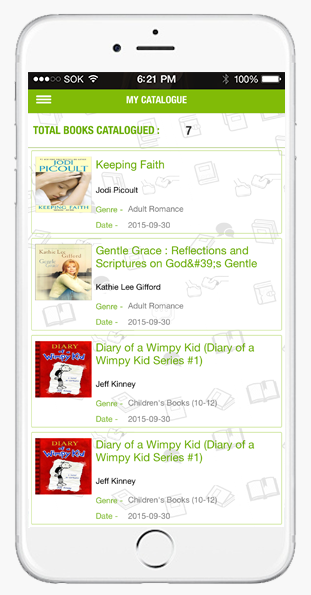 SOK 6:21 PM 100%
MY CATALOGUE
TOTAL BOOKS CATALOGUED : 7
JODI
PICOULT
KEEPING FAITH
Keeping Faith
Jodi Picoult
Genre - Adult Romance
Date - 2015-09-30
Kathie Lee
Gifford
Gentle Grace : Reflections and
Scriptures on God&#39;s Gentle
Kathie Lee Gifford
Genre - Adult Romance
Date - 2015-09-30
DIARY
of a
Wimpy Kid
Diary of a Wimpy Kid (Diary of a
Wimpy Kid Series #1)
Jeff Kinney
Genre - Children's Books (10-12)
Date - 2015-09-30
DIARY
of a
Wimpy Kid
Diary of a Wimpy Kid (Diary of a
Wimpy Kid Series #1)
Jeff Kinney
Genre - Children's Books (10-12)
Date - 2015-09-30